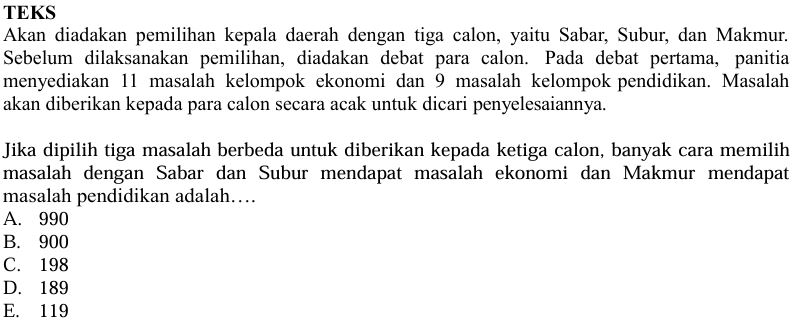 TEKS
Akan diadakan pemilihan kepala daerah dengan tiga calon, yaitu Sabar, Subur, dan Makmur.
Sebelum dilaksanakan pemilihan, diadakan debat para calon. Pada debat pertama, panitia
menyediakan 11 masalah kelompok ekonomi dan 9 masalah kelompok pendidikan. Masalah
akan diberikan kepada para calon secara acak untuk dicari penyelesaiannya.
Jika dipilih tiga masalah berbeda untuk diberikan kepada ketiga calon, banyak cara memilih
masalah dengan Sabar dan Subur mendapat masalah ekonomi dan Makmur mendapat
masalah pendidikan adalah....
A. 990
B. 900
C. 198
D. 189
E. 119